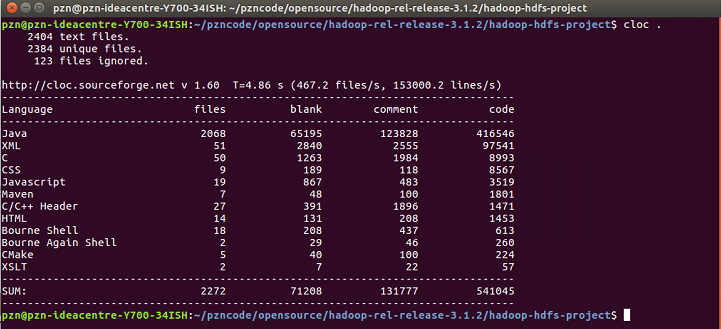 pzn@pzn-ideacentre-Y700-34ISH: ~/pzncode/opensource/hadoop-rel-release-3.1.2/hadoop-hdfs-project
pzn@pzn-ideacentre-Y700-34ISH:~/pzncode/opensource/hadoop-rel-release-3.1.2/hadoop-hdfs-project$ cloc .
    2404 text files.
    2384 unique files.
     123 files ignored.
http://cloc.sourceforge.net v 1.60  T=4.86 s (467.2 files/s, 153000.2 lines/s)
-------------------------------------------------------------------------------
Language                     files          blank        comment           code
-------------------------------------------------------------------------------
Java                          2068          65195         123828         416546
XML                             51           2840           2555          97541
C                               50           1263           1984           8993
CSS                              9            189            118           8567
Javascript                      19            867            483           3519
Maven                            7             48            100           1801
C/C++ Header                    27            391           1896           1471
HTML                            14            131            208           1453
Bourne Shell                    18            208            437            613
Bourne Again Shell               2             29             46            260
CMake                            5             40            100            224
XSLT                             2              7             22             57
-------------------------------------------------------------------------------
SUM:                          2272          71208         131777         541045
-------------------------------------------------------------------------------
pzn@pzn-ideacentre-Y700-34ISH:~/pzncode/opensource/hadoop-rel-release-3.1.2/hadoop-hdfs-project$